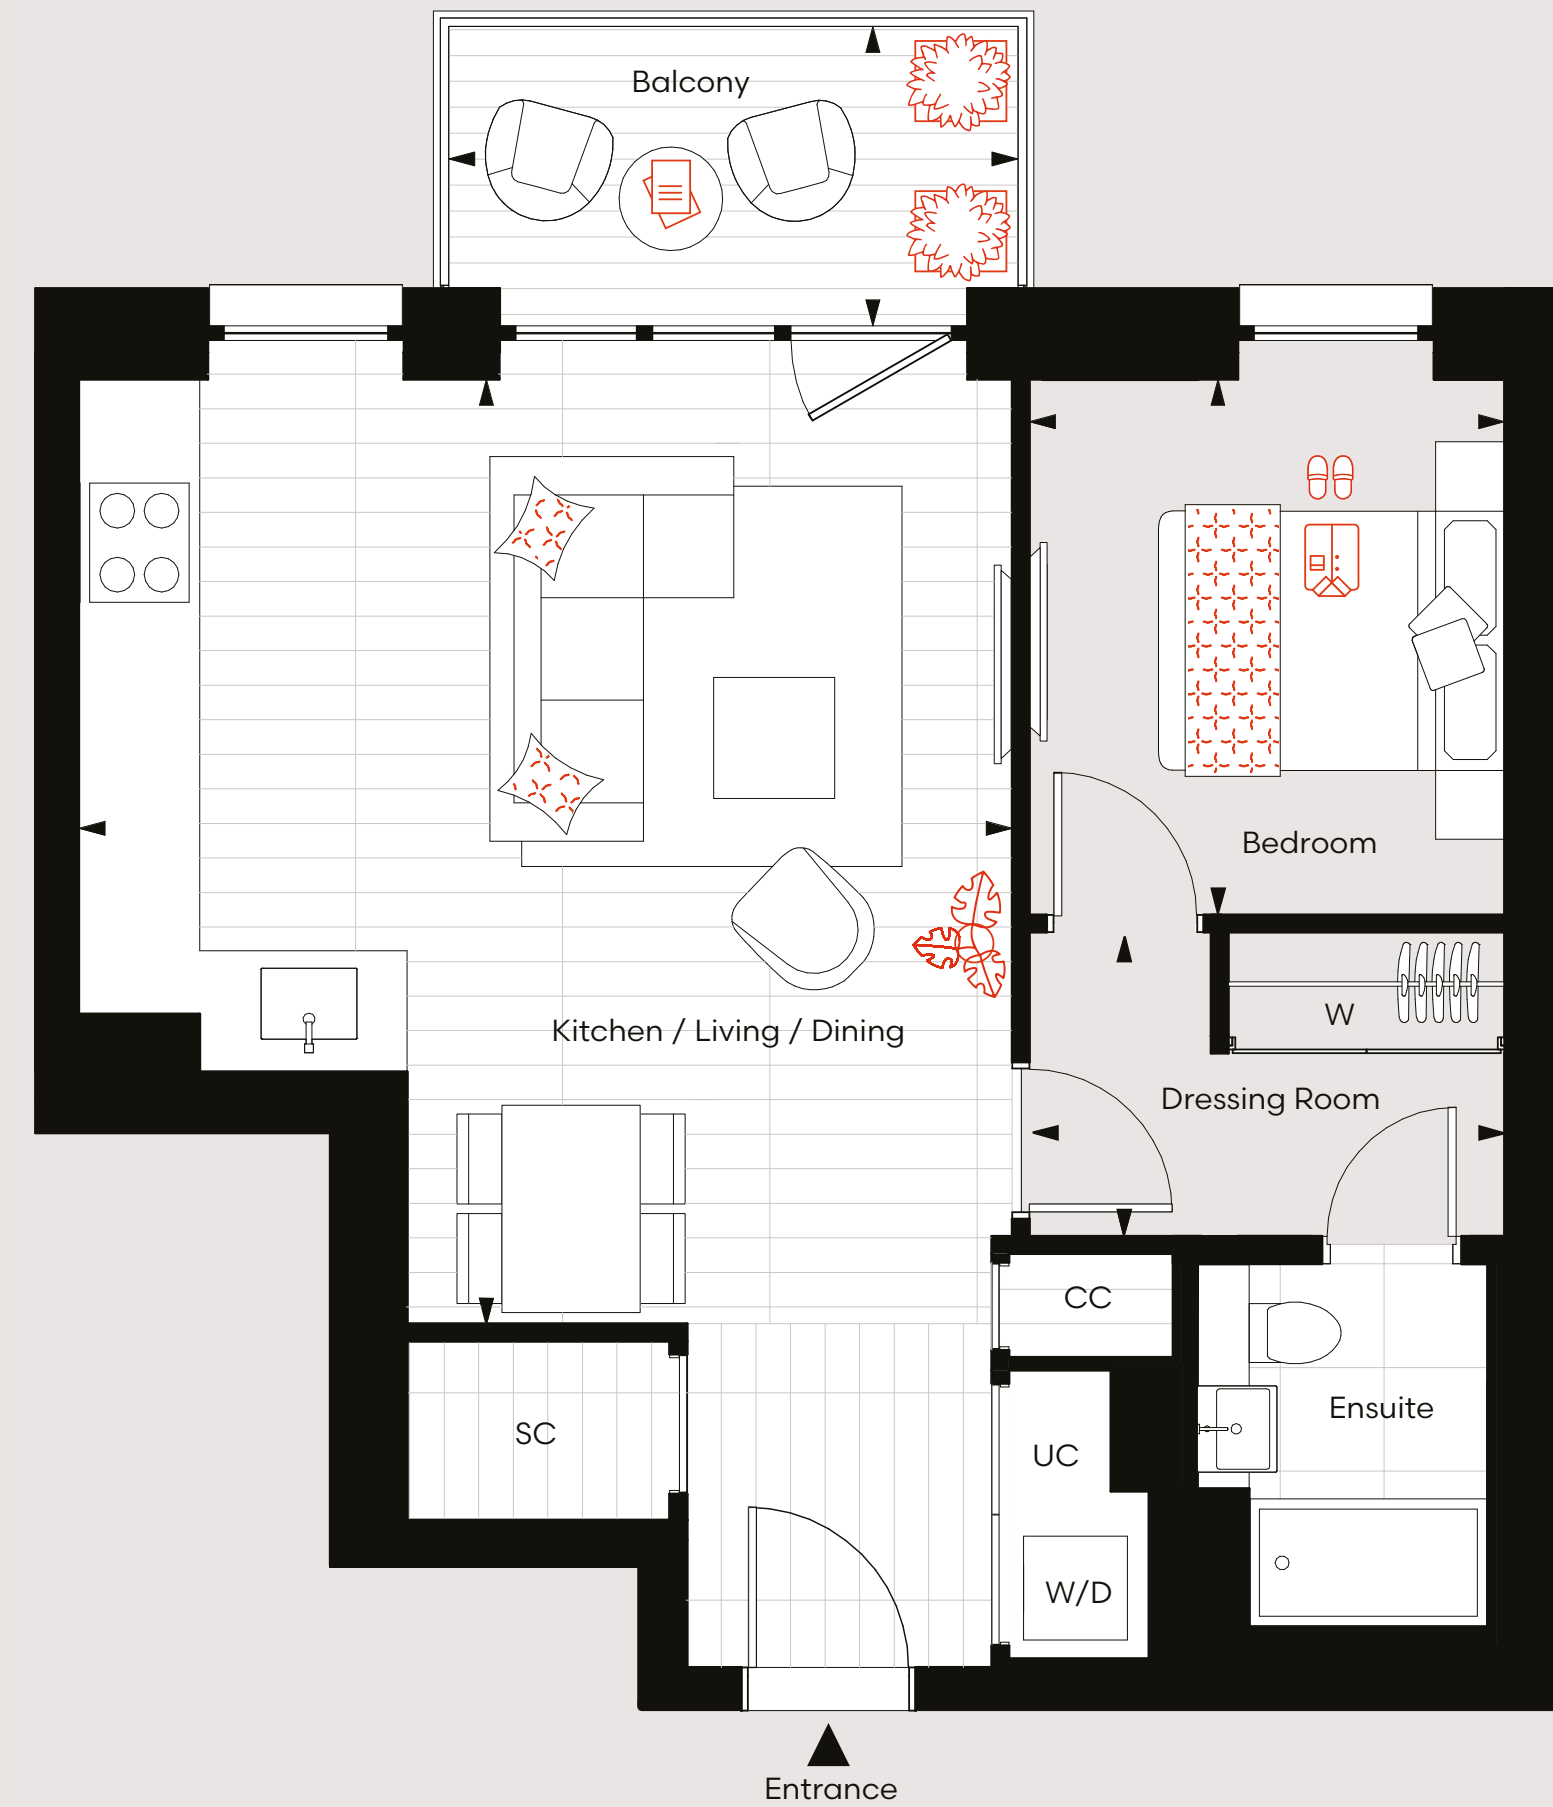 Balcony
Bedroom
W
Kitchen / Living / Dining
Dressing Room
CC
Ensuite
SC
UC
W/D
Entrance